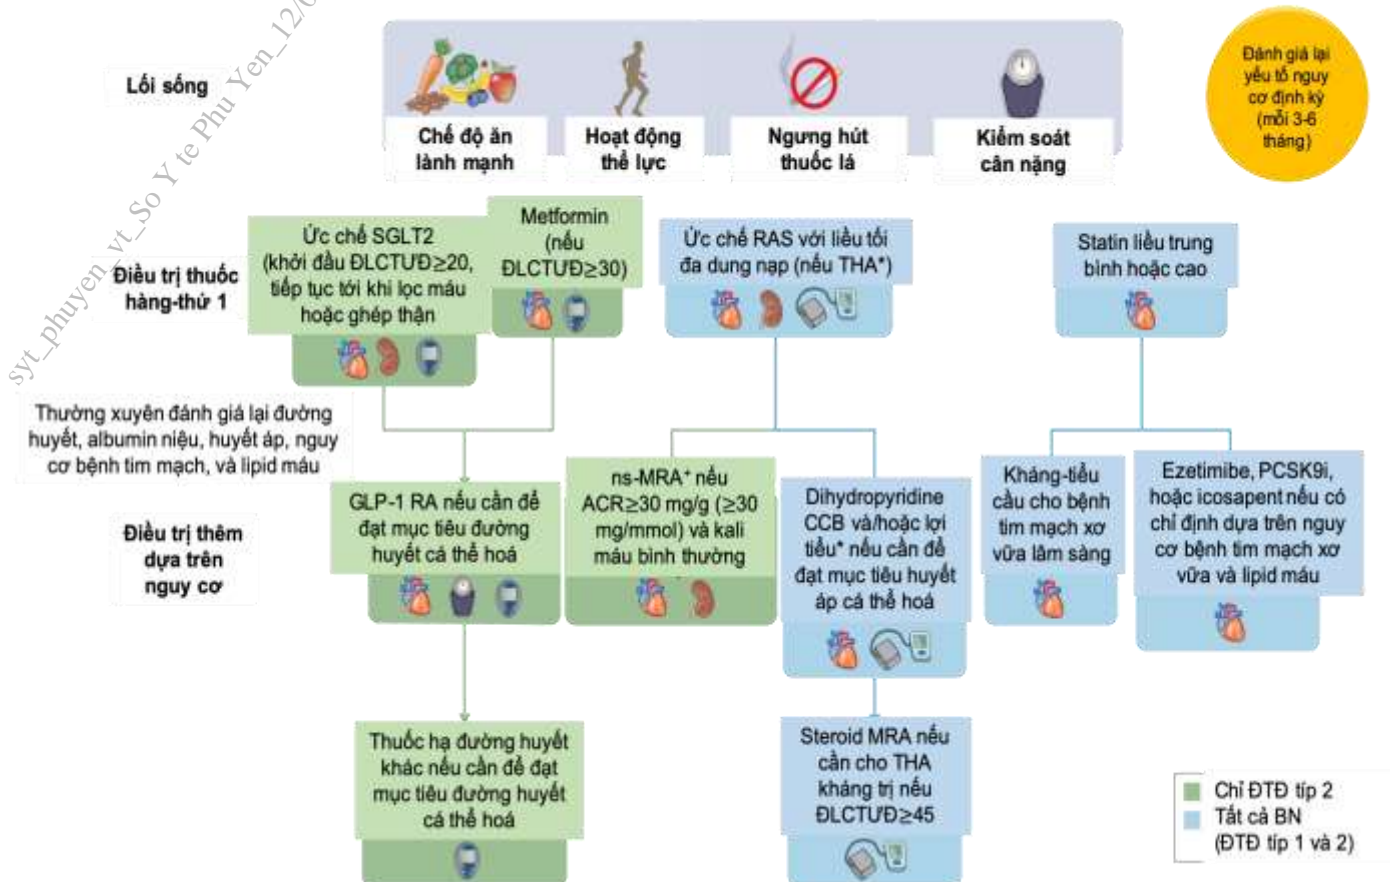 syt_phuyen_vt_So Y te Phu Yen_12/0
Lối sống
Chế độ ăn
lành mạnh
Hoạt động
thể lực
Ngưng hút
thuốc lá
Kiểm soát
cân nặng
Đánh giá lại
yếu tố nguy
cơ định kỳ
(mỗi 3-6
tháng)
Điều trị thuốc
hàng-thứ 1
Ức chế SGLT2
(khởi đầu ĐLCTƯĐ≥20,
tiếp tục tới khi lọc máu
hoặc ghép thận
Metformin
(nếu
ĐLCTƯĐ≥30)
Ức chế RAS với liều tối
đa dung nạp (nếu THA*)
Statin liều trung
bình hoặc cao
Thường xuyên đánh giá lại đường
huyết, albumin niệu, huyết áp, nguy
cơ bệnh tim mạch, và lipid máu
Điều trị thêm
dựa trên
nguy cơ
GLP-1 RA nếu cần để
đạt mục tiêu đường
huyết cá thể hoá
ns-MRA⁺ nếu
ACR≥30 mg/g (≥30
mg/mmol) và kali
máu bình thường
Dihydropyridine
CCB và/hoặc lợi
tiểu* nếu cần để
đạt mục tiêu huyết
áp cá thể hoá
Kháng-tiểu
cầu cho bệnh
tim mạch xơ
vữa lâm sàng
Ezetimibe, PCSK9i,
hoặc icosapent nếu có
chỉ định dựa trên nguy
cơ bệnh tim mạch xơ
vữa và lipid máu
Thuốc hạ đường huyết
khác nếu cần để đạt
mục tiêu đường huyết
cá thể hoá
Steroid MRA nếu
cần cho THA
kháng trị nếu
ĐLCTƯĐ≥45
Chỉ ĐTĐ típ 2
Tất cả BN
(ĐTĐ típ 1 và 2)